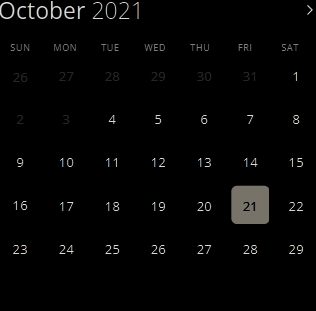 October 2021
SUN MON TUE WED THU FRI SAT
26 27 28 29 30 31 1
2 3 4 5 6 7 8
9 10 11 12 13 14 15
16 17 18 19 20 21 22
23 24 25 26 27 28 29